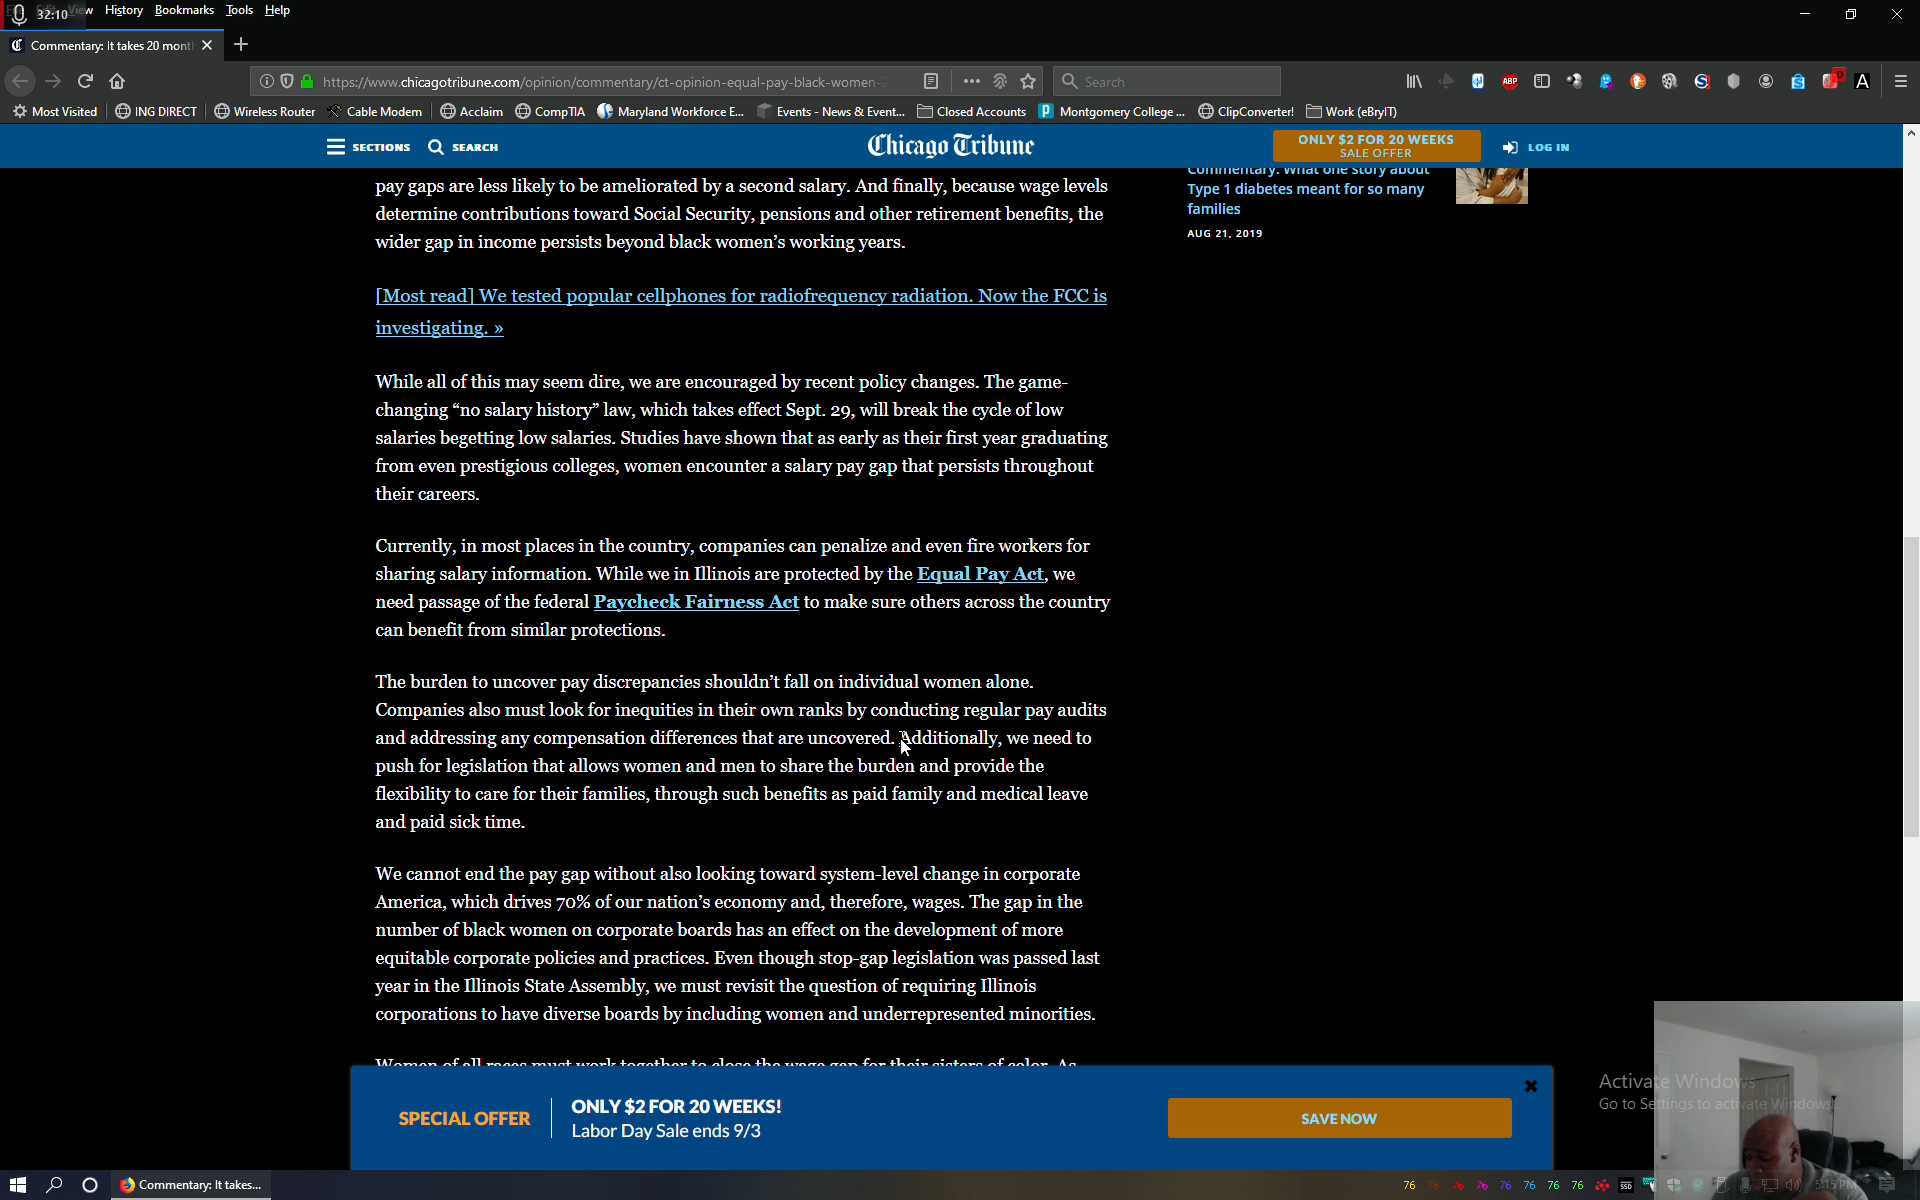 32:10
View
History
Bookmarks
Tools
Help
Commentary: It takes 20 mont
https://www.chicagotribune.com/opinion/commentary/ct-opinion-equal-pay-black-women-
Search
Most Visited
ING DIRECT
Wireless Router
Cable Modem
Acclaim
CompTIA
Maryland Workforce E...
Events - News & Event...
Closed Accounts
Montgomery College ...
ClipConverter!
Work (eBryIT)
SECTIONS
SEARCH
Chicago Tribune
ONLY $2 FOR 20 WEEKS
SALE OFFER
LOG IN
pay gaps are less likely to be ameliorated by a second salary. And finally, because wage levels
determine contributions toward Social Security, pensions and other retirement benefits, the
wider gap in income persists beyond black women’s working years.
Commentary: What one story about
Type 1 diabetes meant for so many
families
AUG 21, 2019
[Most read] We tested popular cellphones for radiofrequency radiation. Now the FCC is
investigating. »
While all of this may seem dire, we are encouraged by recent policy changes. The game-
changing “no salary history” law, which takes effect Sept. 29, will break the cycle of low
salaries begetting low salaries. Studies have shown that as early as their first year graduating
from even prestigious colleges, women encounter a salary pay gap that persists throughout
their careers.
Currently, in most places in the country, companies can penalize and even fire workers for
sharing salary information. While we in Illinois are protected by the Equal Pay Act, we
need passage of the federal Paycheck Fairness Act to make sure others across the country
can benefit from similar protections.
The burden to uncover pay discrepancies shouldn’t fall on individual women alone.
Companies also must look for inequities in their own ranks by conducting regular pay audits
and addressing any compensation differences that are uncovered. Additionally, we need to
push for legislation that allows women and men to share the burden and provide the
flexibility to care for their families, through such benefits as paid family and medical leave
and paid sick time.
We cannot end the pay gap without also looking toward system-level change in corporate
America, which drives 70% of our nation’s economy and, therefore, wages. The gap in the
number of black women on corporate boards has an effect on the development of more
equitable corporate policies and practices. Even though stop-gap legislation was passed last
year in the Illinois State Assembly, we must revisit the question of requiring Illinois
corporations to have diverse boards by including women and underrepresented minorities.
Women of all races must work together to close the wage gap for their sisters of color. As
SPECIAL OFFER
ONLY $2 FOR 20 WEEKS!
Labor Day Sale ends 9/3
SAVE NOW
Activate Windows
Go to Settings to activate Windows.
Commentary: It takes...
76 76 76 76 76 76 76 76
SSD
5:15 PM